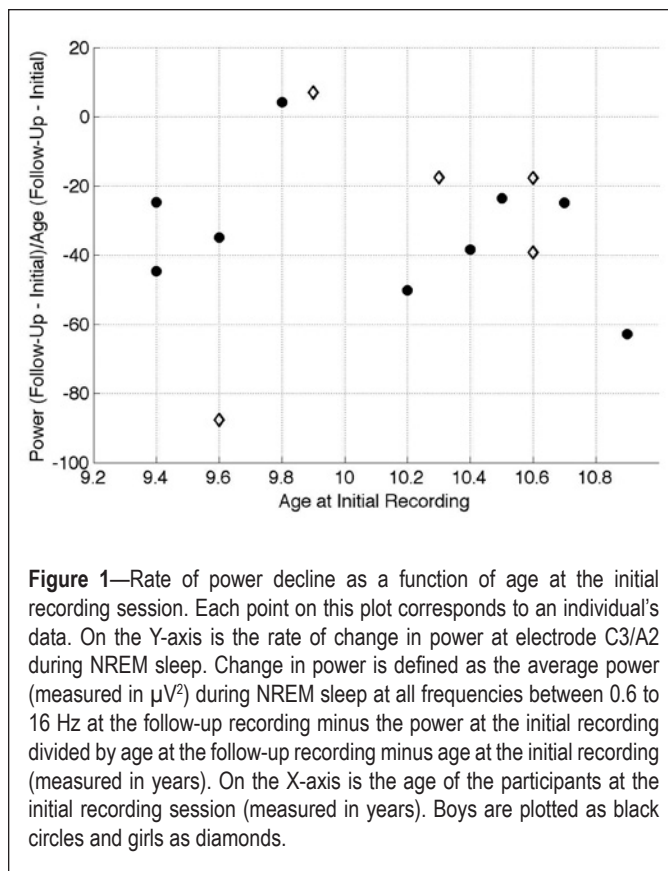 20
0
-20
-40
-60
-80
-100
Power (Follow-Up - Initial)/Age (Follow-Up - Initial)
9.2 9.4 9.6 9.8 10 10.2 10.4 10.6 10.8
Age at Initial Recording
Figure 1—Rate of power decline as a function of age at the initial
recording session. Each point on this plot corresponds to an individual’s
data. On the Y-axis is the rate of change in power at electrode C3/A2
during NREM sleep. Change in power is defined as the average power
(measured in μV²) during NREM sleep at all frequencies between 0.6 to
16 Hz at the follow-up recording minus the power at the initial recording
divided by age at the follow-up recording minus age at the initial recording
(measured in years). On the X-axis is the age of the participants at the
initial recording session (measured in years). Boys are plotted as black
circles and girls as diamonds.